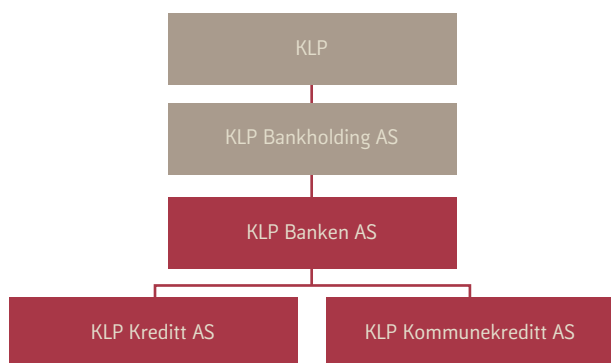 KLP
KLP Bankholding AS
KLP Banken AS
KLP Kreditt AS
KLP Kommunekreditt AS